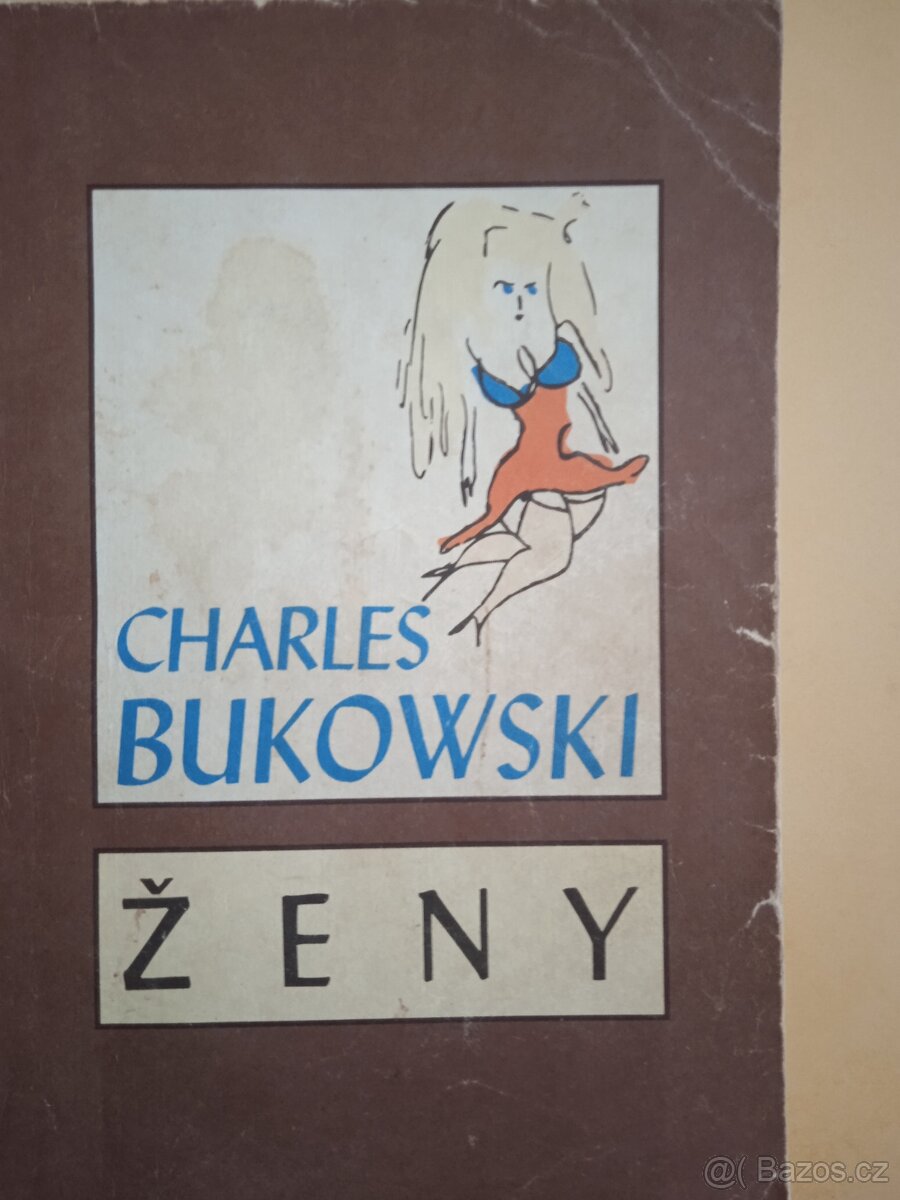 CHARLES
BUKOWSKI
ŽENY
@( Bazos.cz